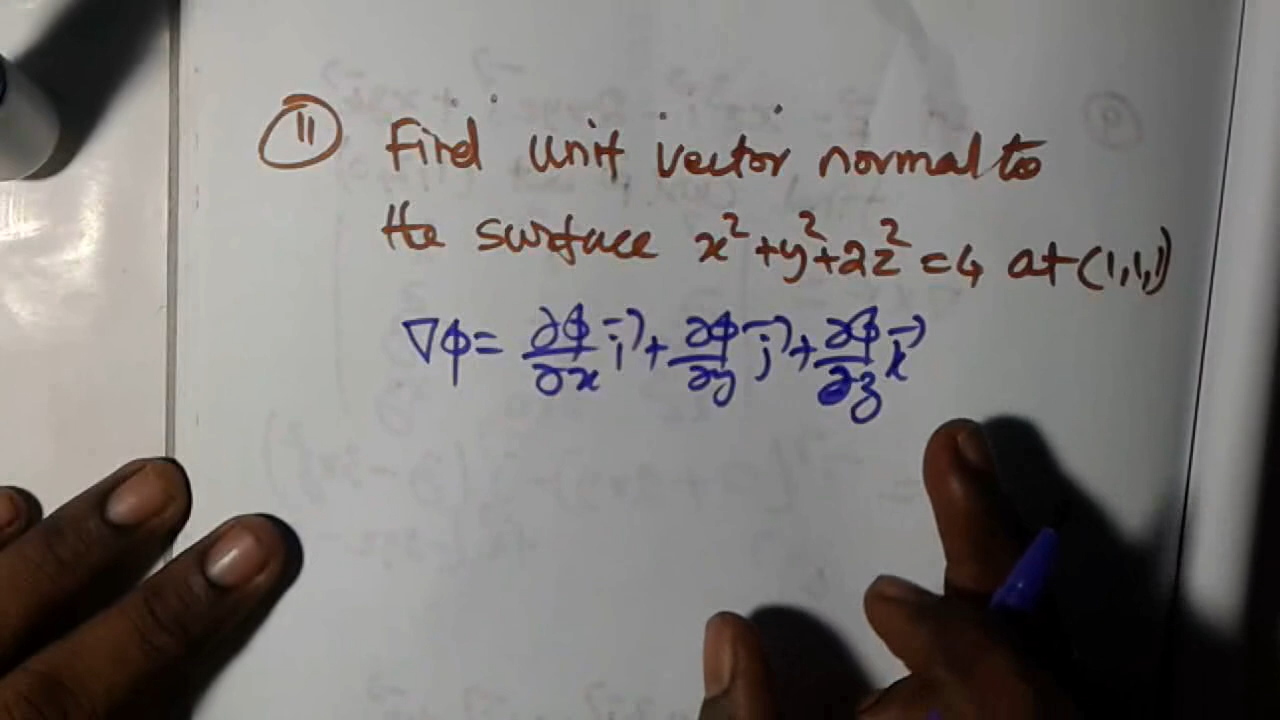 11 Find unit vector normal to
the surface x²+y²+2z²=4 at (1,1,1)
∇ϕ= ∂ϕ/∂x i⃗ + ∂ϕ/∂y j⃗ + ∂ϕ/∂z k⃗